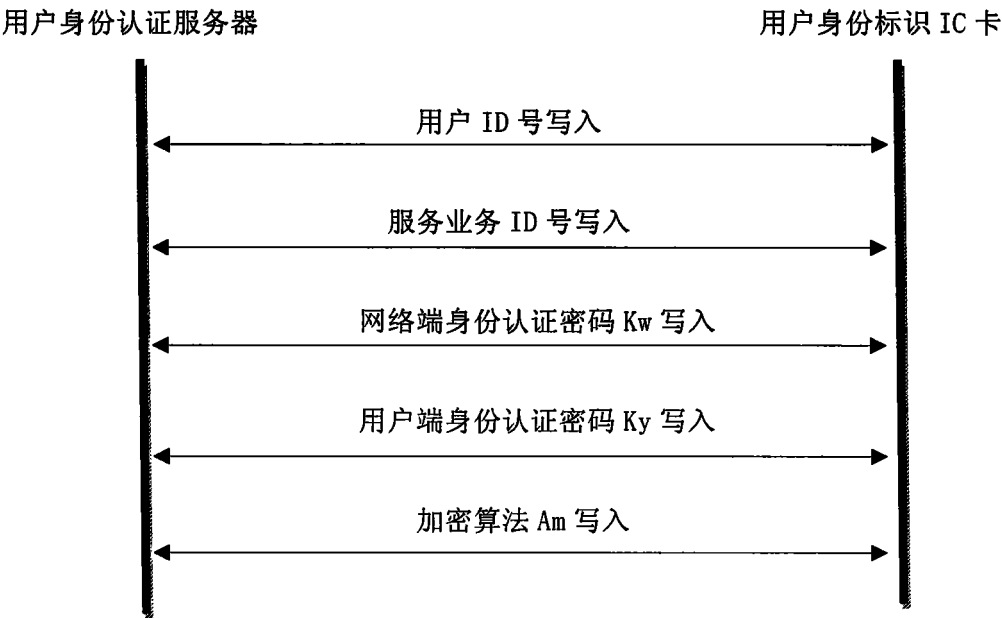 用户身份认证服务器
用户身份标识 IC 卡
用户 ID 号写入
服务业务 ID 号写入
网络端身份认证密码 Kw 写入
用户端身份认证密码 Ky 写入
加密算法 Am 写入